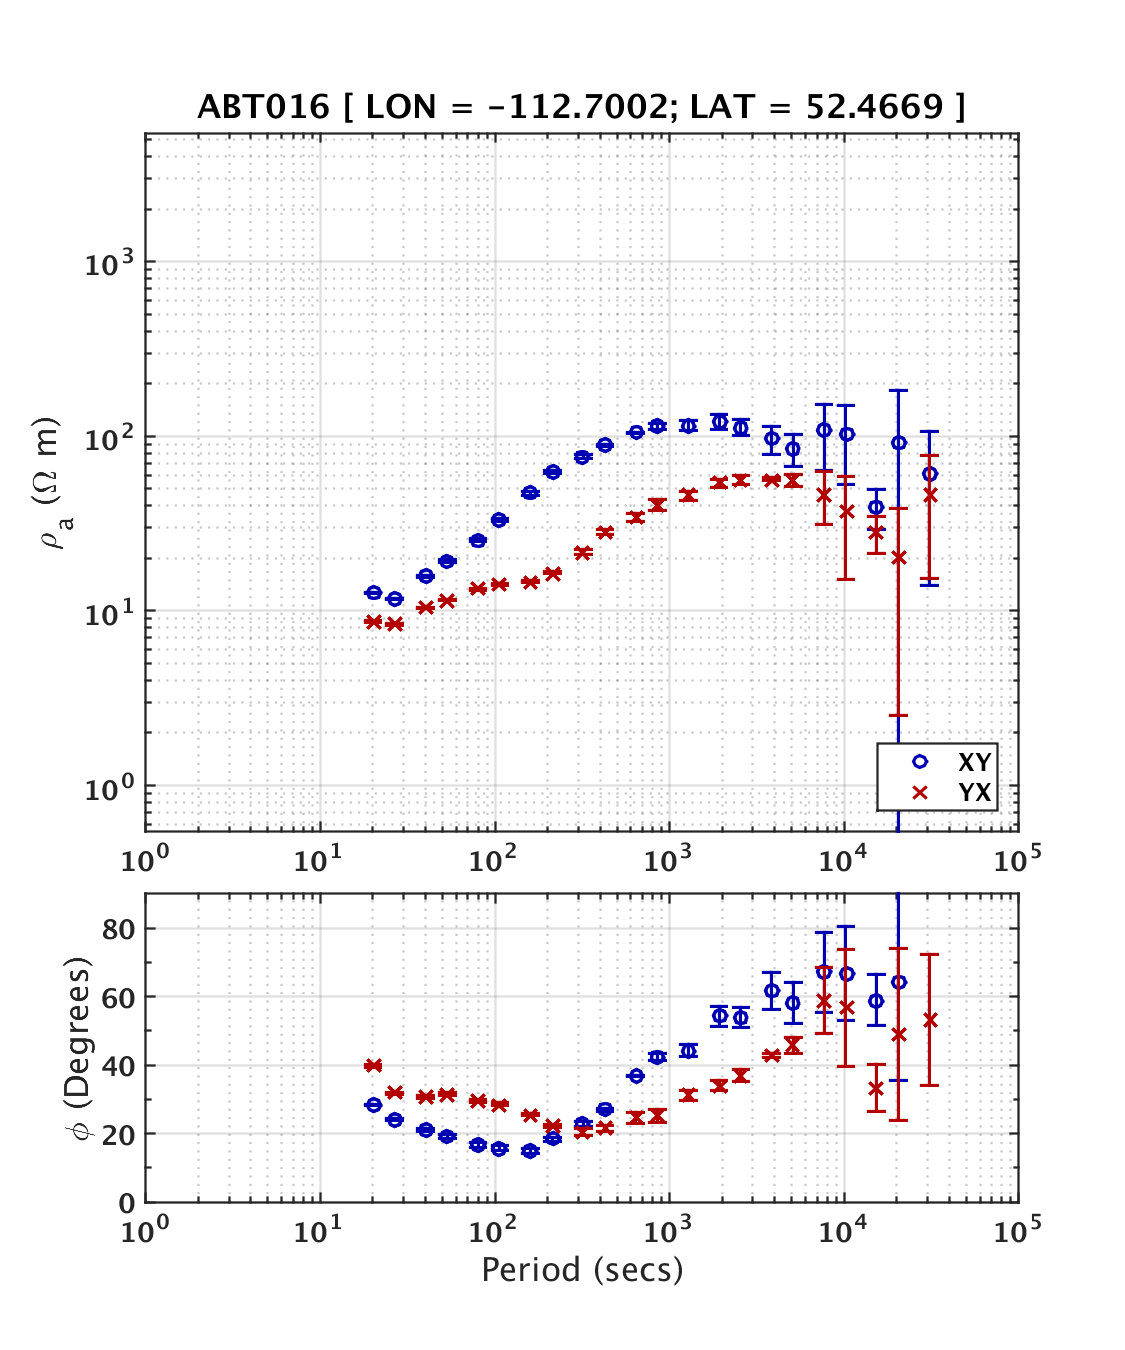 ABT016 [ LON = -112.7002; LAT = 52.4669 ]
10³
10²
10¹
10⁰
ρₐ (Ω m)
XY
YX
10⁰ 10¹ 10² 10³ 10⁴ 10⁵
80
60
40
20
0
φ (Degrees)
10⁰ 10¹ 10² 10³ 10⁴ 10⁵
Period (secs)